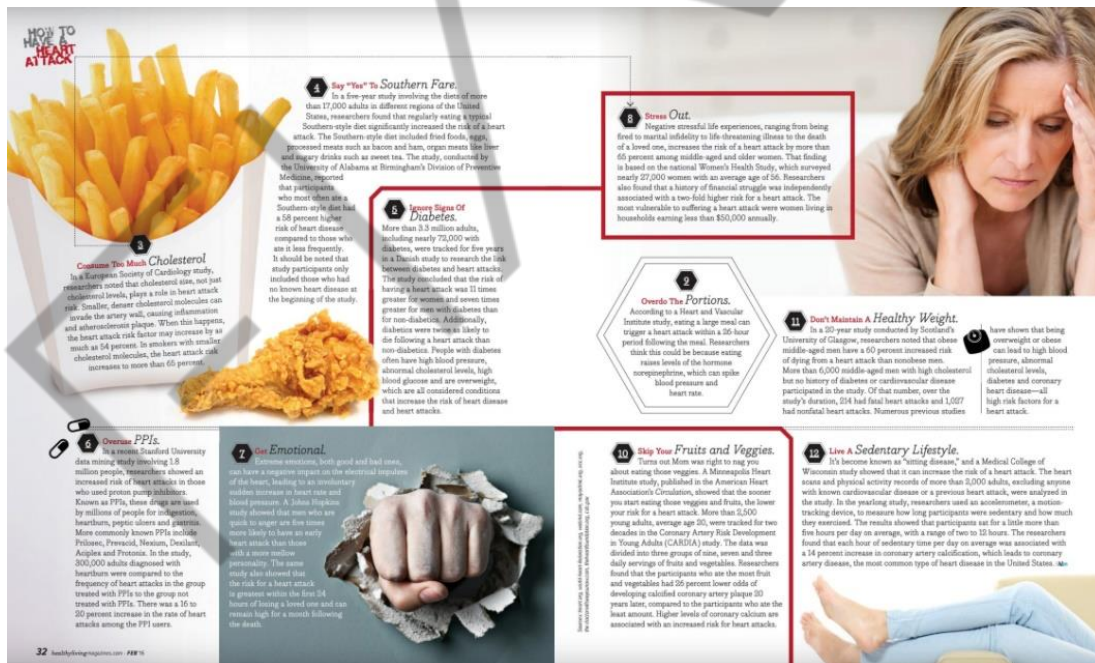 HOW TO
HAVE A
HEART
ATTACK
3
Consume Too Much Cholesterol
In a European Society of Cardiology study,
researchers noted that cholesterol size, not just
cholesterol levels, plays a role in heart attack
risk. Smaller, denser cholesterol molecules can
invade the artery wall, causing inflammation
and atherosclerosis plaque. When this happens,
the heart attack risk factor may increase by as
much as 54 percent. In smokers with smaller
cholesterol molecules, the heart attack risk
increases to more than 65 percent.
4 Say "Yes" To Southern Fare.
In a five-year study involving the diets of more
than 17,000 adults in different regions of the United
States, researchers found that regularly eating a typical
Southern-style diet significantly increased the risk of a heart
attack. The Southern-style diet included fried foods, eggs,
processed meats such as bacon and ham, organ meats like liver
and sugary drinks such as sweet tea. The study, conducted by
the University of Alabama at Birmingham's Division of Preventive
Medicine, reported
that participants
who most often ate a
Southern-style diet had
a 58 percent higher
risk of heart disease
compared to those who
ate it less frequently.
It should be noted that
study participants only
included those who had
no known heart disease at
the beginning of the study.
5 Ignore Signs Of
Diabetes.
More than 3.3 million adults,
including nearly 72,000 with
diabetes, were tracked for five years
in a Danish study to research the link
between diabetes and heart attacks.
The study concluded that the risk of
having a heart attack was 11 times
greater for women and seven times
greater for men with diabetes than
for non-diabetics. Additionally,
diabetics were twice as likely to
die following a heart attack than
non-diabetics. People with diabetes
often have high blood pressure,
abnormal cholesterol levels, high
blood glucose and are overweight,
which are all considered conditions
that increase the risk of heart disease
and heart attacks.
6 Overuse PPIs.
In a recent Stanford University
data mining study involving 1.8
million people, researchers showed an
increased risk of heart attacks in those
who used proton pump inhibitors.
Known as PPIs, these drugs are used
by millions of people for indigestion,
heartburn, peptic ulcers and gastritis.
More commonly known PPIs include
Prilosec, Prevacid, Nexium, Dexilant,
Aciplex and Protonix. In the study,
300,000 adults diagnosed with
heartburn were compared to the
frequency of heart attacks in the group
treated with PPIs to the group not
treated with PPIs. There was a 16 to
20 percent increase in the rate of heart
attacks among the PPI users.
7 Get Emotional.
Extreme emotions, both good and bad ones,
can have a negative impact on the electrical impulses
of the heart, leading to an involuntary
sudden increase in heart rate and
blood pressure. A Johns Hopkins
study showed that men who are
quick to anger are five times
more likely to have an early
heart attack than those
with a more mellow
personality. The same
study also showed that
the risk for a heart attack
is greatest within the first 24
hours of losing a loved one and can
remain high for a month following
the death.
8 Stress Out.
Negative stressful life experiences, ranging from being
fired to marital infidelity to life-threatening illness to the death
of a loved one, increases the risk of a heart attack by more than
65 percent among middle-aged and older women. That finding
is based on the national Women's Health Study, which surveyed
nearly 27,000 women with an average age of 56. Researchers
also found that a history of financial struggle was independently
associated with a two-fold higher risk for a heart attack. The
most vulnerable to suffering a heart attack were women living in
households earning less than $50,000 annually.
9
Overdo The Portions.
According to a Heart and Vascular
Institute study, eating a large meal can
trigger a heart attack within a 26-hour
period following the meal. Researchers
think this could be because eating
raises levels of the hormone
norepinephrine, which can spike
blood pressure and
heart rate.
10 Skip Your Fruits and Veggies.
Turns out Mom was right to nag you
about eating those veggies. A Minneapolis Heart
Institute study, published in the American Heart
Association's Circulation, showed that the sooner
you start eating those veggies and fruits, the lower
your risk for a heart attack. More than 2,500
young adults, average age 20, were tracked for two
decades in the Coronary Artery Risk Development
in Young Adults (CARDIA) study. The data was
divided into three groups of nine, seven and three
daily servings of fruits and vegetables. Researchers
found that the participants who ate the most fruit
and vegetables had 26 percent lower odds of
developing calcified coronary artery plaque 20
years later, compared to the participants who ate the
least amount. Higher levels of coronary calcium are
associated with an increased risk for heart attacks.
11 Don't Maintain A Healthy Weight.
In a 20-year study conducted by Scotland's
University of Glasgow, researchers noted that obese
middle-aged men have a 60 percent increased risk
of dying from a heart attack than nonobese men.
More than 6,000 middle-aged men with high cholesterol
but no history of diabetes or cardiovascular disease
participated in the study. Of that number, over the
study's duration, 214 had fatal heart attacks and 1,027
had nonfatal heart attacks. Numerous previous studies
have shown that being
overweight or obese
can lead to high blood
pressure, abnormal
cholesterol levels,
diabetes and coronary
heart disease—all
high risk factors for a
heart attack.
12 Live A Sedentary Lifestyle.
It's become known as "sitting disease," and a Medical College of
Wisconsin study showed that it can increase the risk of a heart attack. The heart
scans and physical activity records of more than 2,000 adults, excluding anyone
with known cardiovascular disease or a previous heart attack, were analyzed in
the study. In the yearlong study, researchers used an accelerometer, a motion-
tracking device, to measure how long participants were sedentary and how much
they exercised. The results showed that participants sat for a little more than
five hours per day on average, with a range of two to 12 hours. The researchers
found that each hour of sedentary time per day on average was associated with
a 14 percent increase in coronary artery calcification, which leads to coronary
artery disease, the most common type of heart disease in the United States.
32 healthylivingmagazines.com · FEB '16